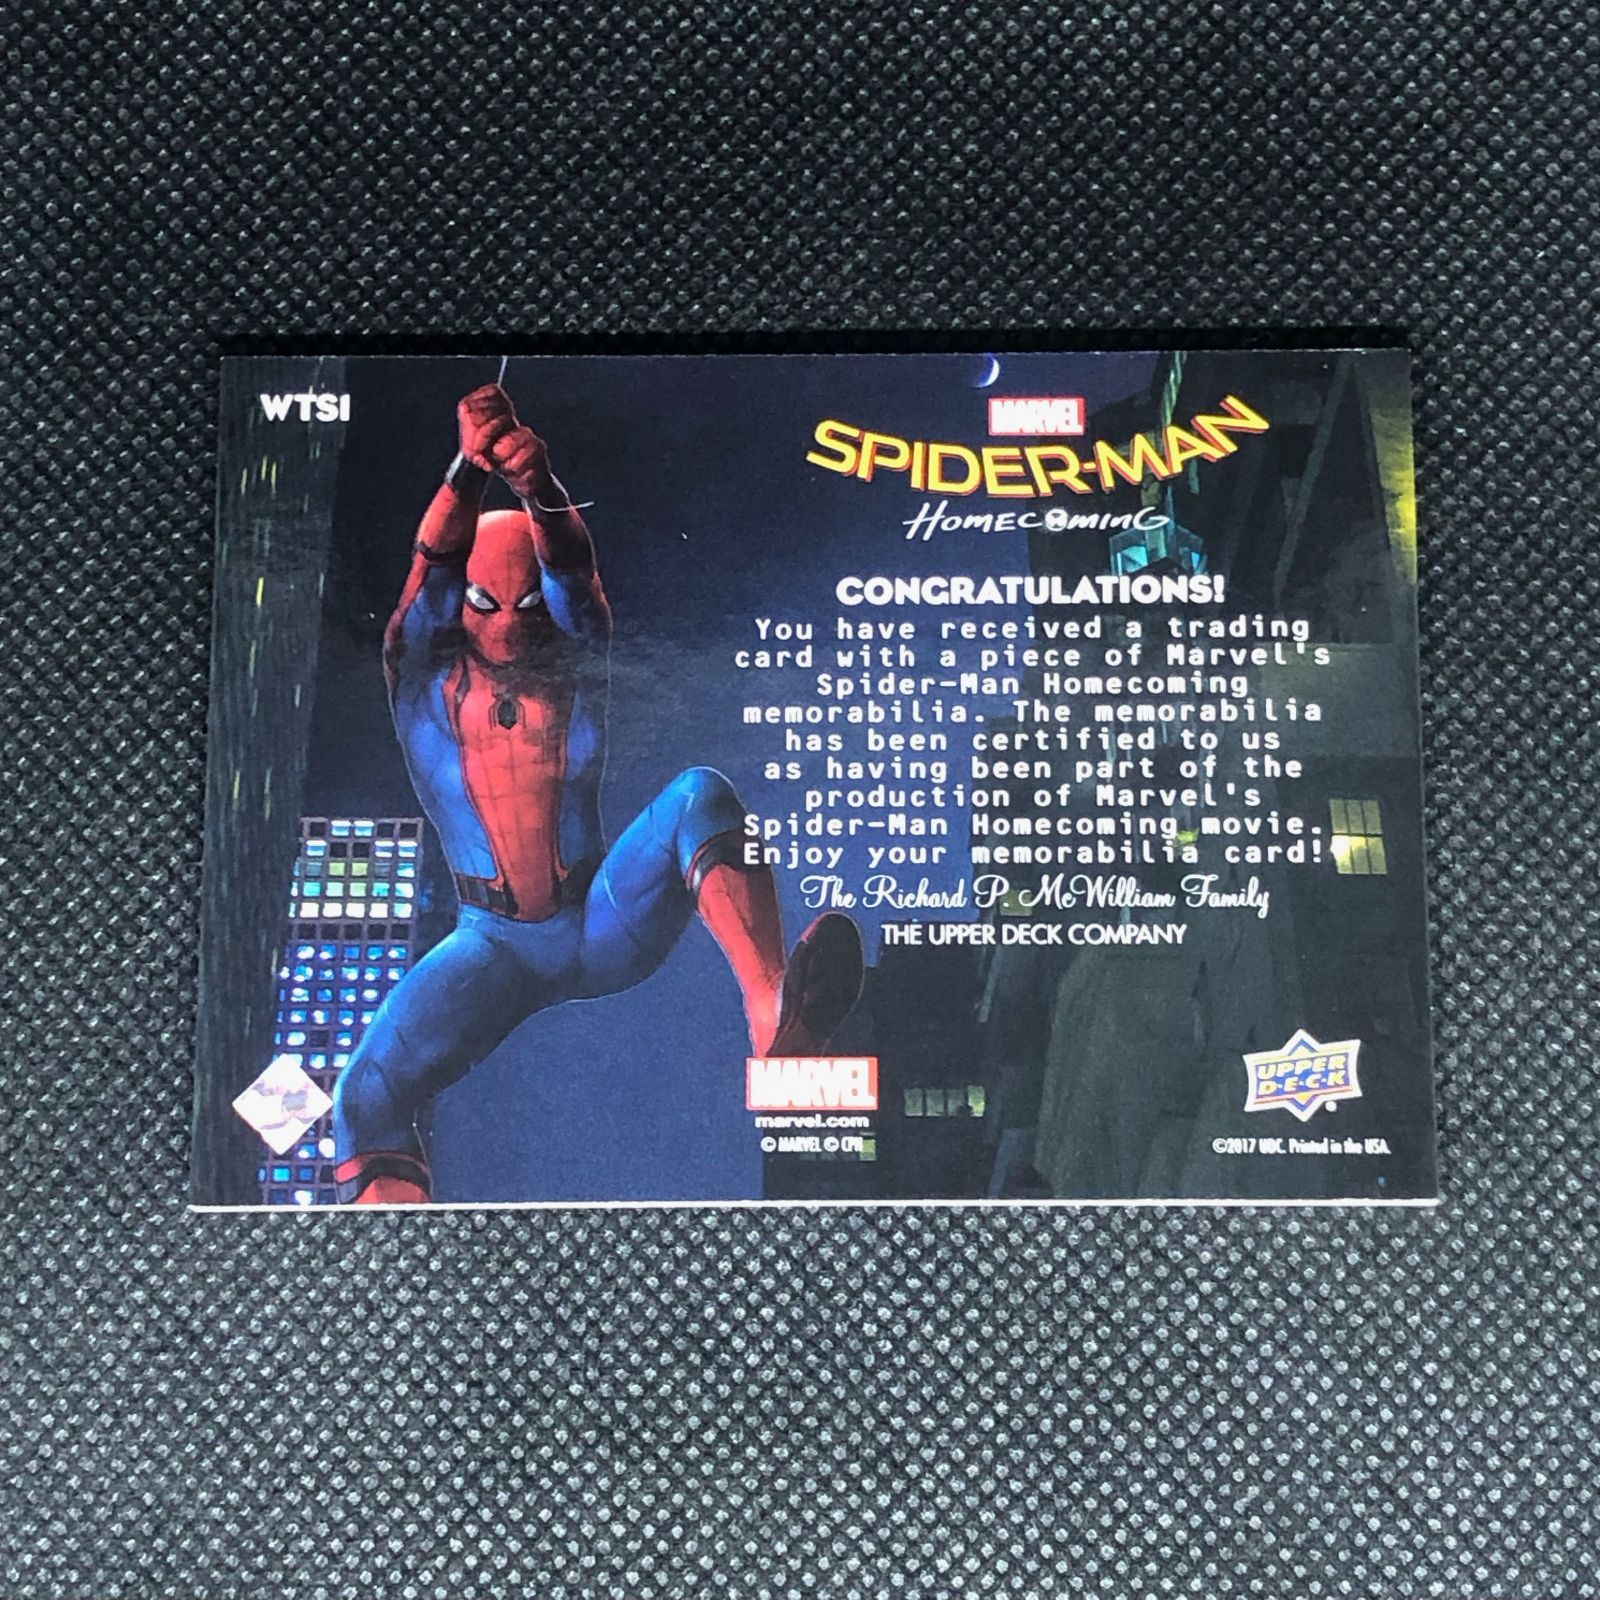 WTS1
MARVEL
SPIDER-MAN
HOMECOMING
CONGRATULATIONS!
You have received a trading
card with a piece of Marvel's
Spider-Man Homecoming
memorabilia. The memorabilia
has been certified to us
as having been part of the
production of Marvel's
Spider-Man Homecoming movie.
Enjoy your memorabilia card!
The Richard P. McWilliam Family
THE UPPER DECK COMPANY
MARVEL
marvel.com
© MARVEL © CPII
UPPER
D·E·C·K
©2017 UDC. Printed in the USA.